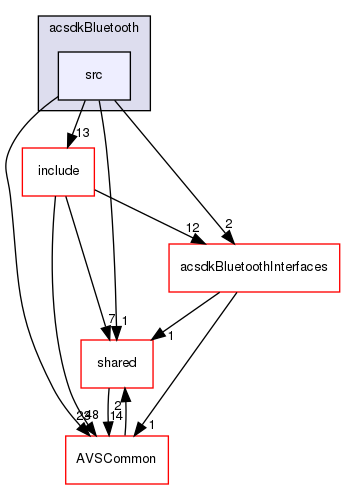 acsdkBluetooth
src
13
include
12
2
acsdkBluetoothInterfaces
7
1
1
shared
2
14
1
AVSCommon